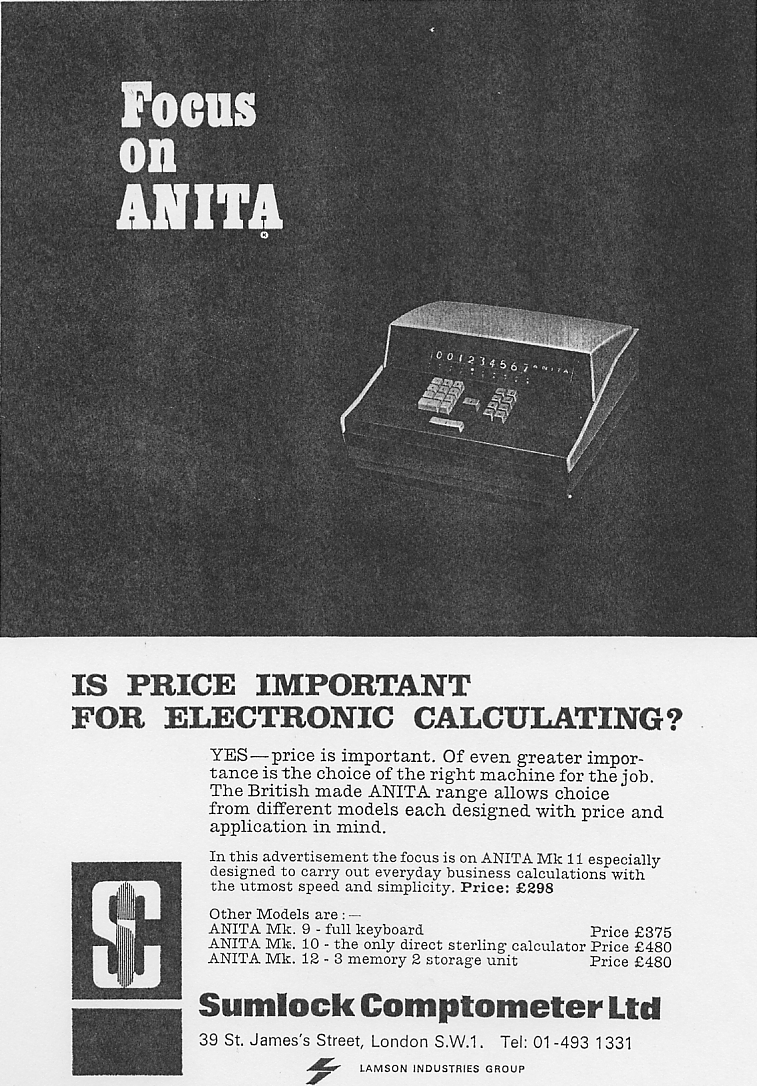 Focus
on
ANITA
®
001234567 ANITA
IS PRICE IMPORTANT
FOR ELECTRONIC CALCULATING?
YES—price is important. Of even greater impor-
tance is the choice of the right machine for the job.
The British made ANITA range allows choice
from different models each designed with price and
application in mind.
In this advertisement the focus is on ANITA Mk 11 especially
designed to carry out everyday business calculations with
the utmost speed and simplicity. Price: £298
Other Models are :—
ANITA Mk. 9 - full keyboard Price £375
ANITA Mk. 10 - the only direct sterling calculator Price £480
ANITA Mk. 12 - 3 memory 2 storage unit Price £480
SC
Sumlock Comptometer Ltd
39 St. James's Street, London S.W.1. Tel: 01-493 1331
LAMSON INDUSTRIES GROUP